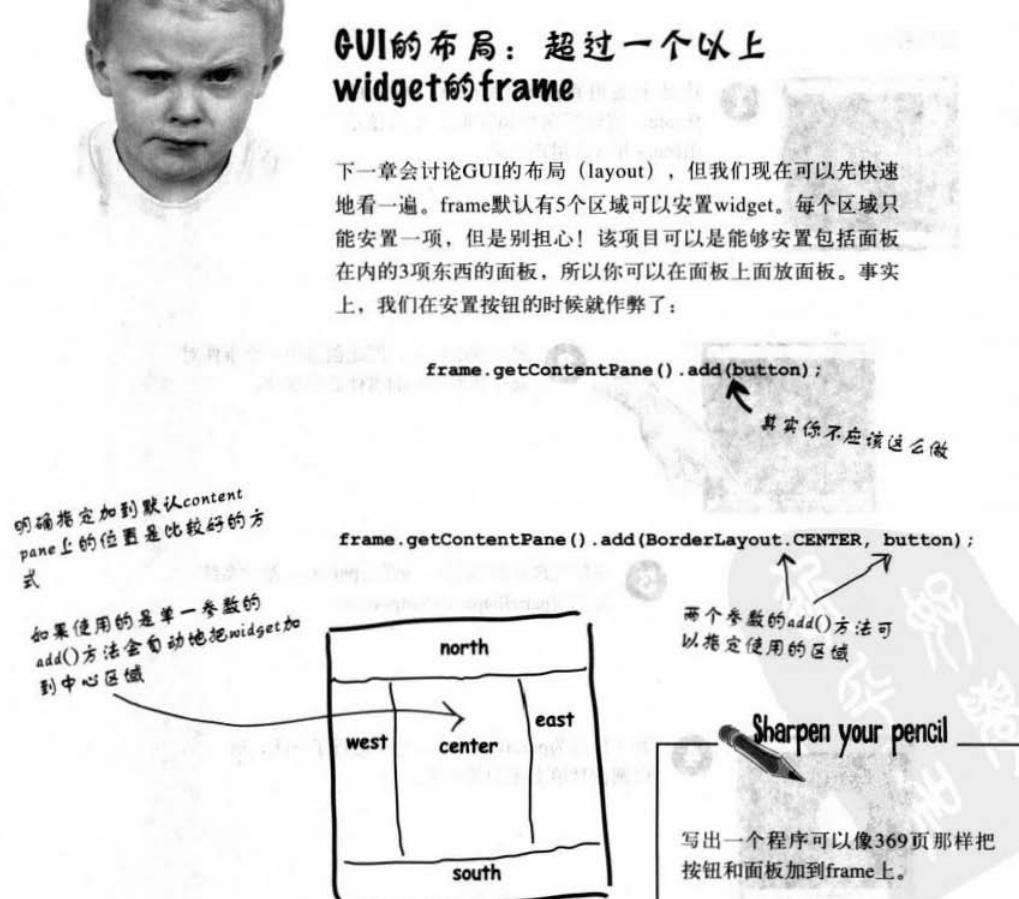 GUI的布局：超过一个以上
widget的frame
下一章会讨论GUI的布局（layout），但我们现在可以先快速
地看一遍。frame默认有5个区域可以安置widget。每个区域只
能安置一项，但是别担心！该项目可以是能够安置包括面板
在内的3项东西的面板，所以你可以在面板上面放面板。事实
上，我们在安置按钮的时候就作弊了：
frame.getContentPane().add(button);
其实你不应该这么做
明确指定加到默认content
pane上的位置是比较好的方
式
frame.getContentPane().add(BorderLayout.CENTER, button);
两个参数的add()方法可
以指定使用的区域
如果使用的是单一参数的
add()方法会自动地把widget加
到中心区域
north
west
center
east
south
Sharpen your pencil
写出一个程序可以像369页那样把
按钮和面板加到frame上。